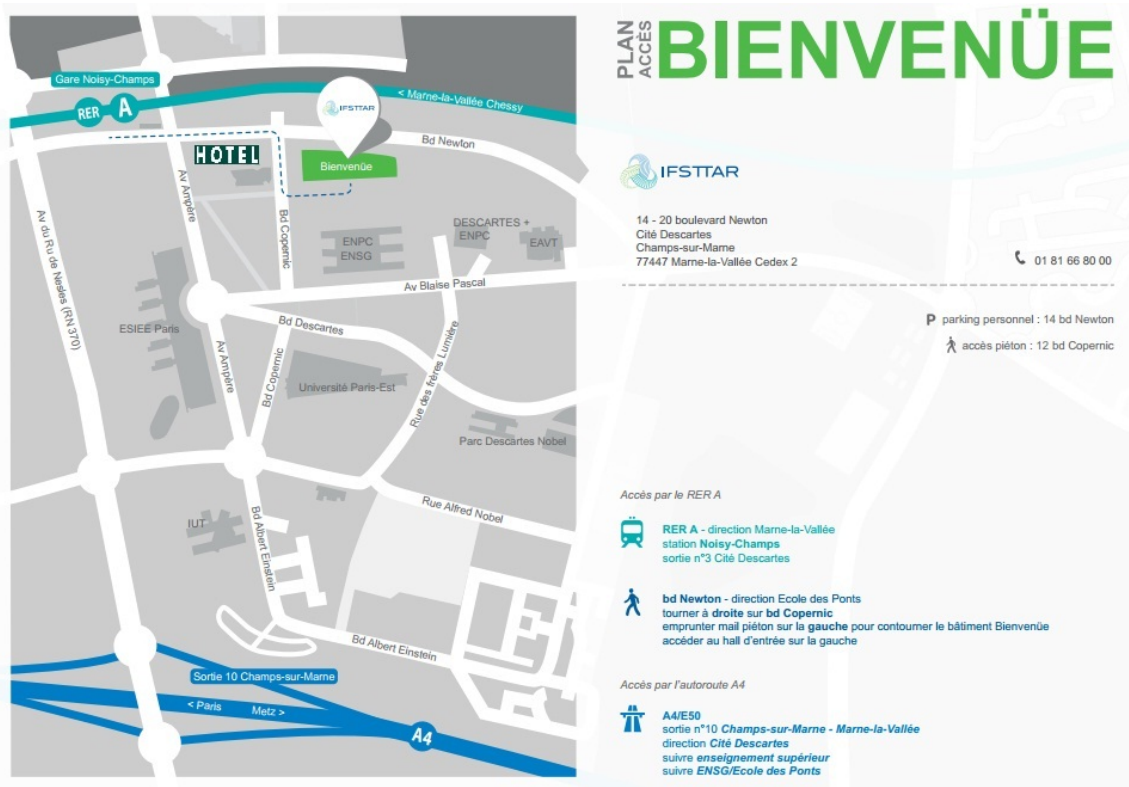 PLAN
ACCÈS
BIENVENÜE
Gare Noisy-Champs
RER A
< Marne-la-Vallée Chessy
IFSTTAR
HOTEL
Bienvenüe
Bd Newton
Av Ampère
Bd Copernic
Av du Ru de Nesles (RN 370)
ENPC
ENSG
DESCARTES +
ENPC
EAVT
Av Blaise Pascal
Bd Descartes
ESIEE Paris
Av Ampère
Bd Copernic
Université Paris-Est
Rue des frères Lumière
Parc Descartes Nobel
IUT
Bd Albert Einstein
Rue Alfred Nobel
Bd Albert Einstein
Sortie 10 Champs-sur-Marne
< Paris Metz >
A4
IFSTTAR
14 - 20 boulevard Newton
Cité Descartes
Champs-sur-Marne
77447 Marne-la-Vallée Cedex 2
01 81 66 80 00
P parking personnel : 14 bd Newton
accès piéton : 12 bd Copernic
Accès par le RER A
RER A - direction Marne-la-Vallée
station Noisy-Champs
sortie n°3 Cité Descartes
bd Newton - direction Ecole des Ponts
tourner à droite sur bd Copernic
emprunter mail piéton sur la gauche pour contourner le bâtiment Bienvenüe
accéder au hall d'entrée sur la gauche
Accès par l'autoroute A4
A4/E50
sortie n°10 Champs-sur-Marne - Marne-la-Vallée
direction Cité Descartes
suivre enseignement supérieur
suivre ENSG/Ecole des Ponts